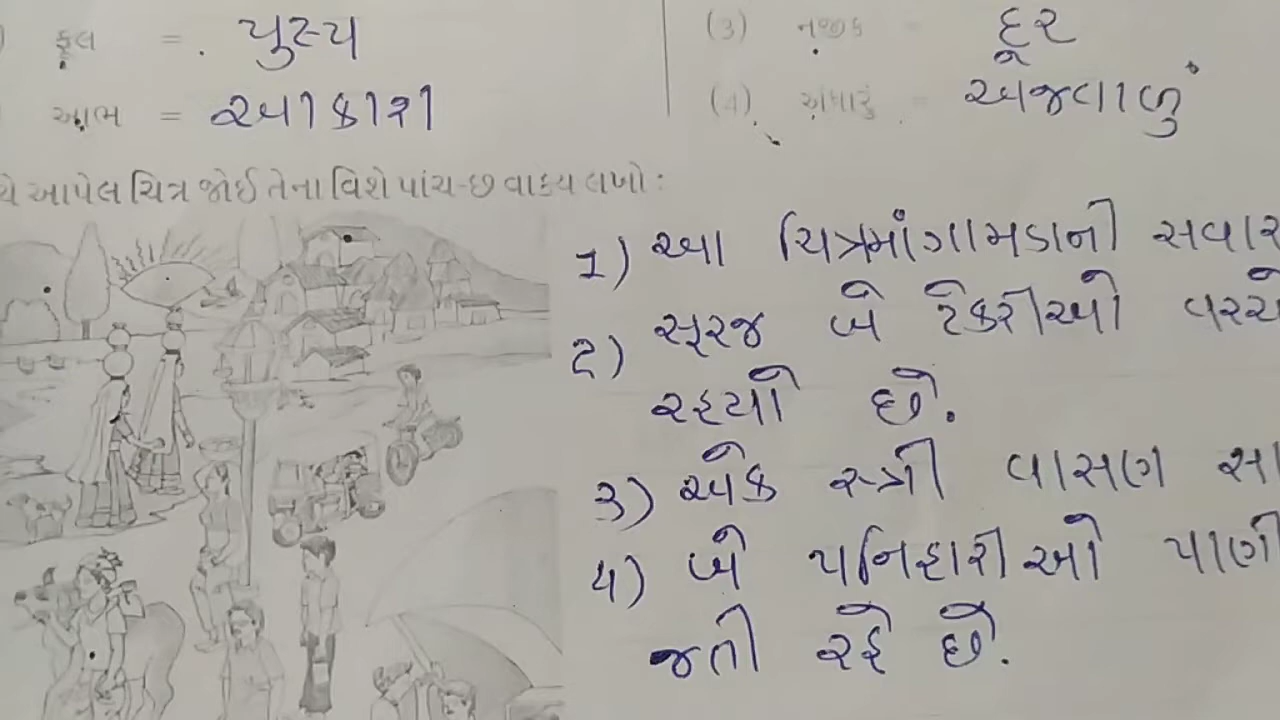 ફૂલ = પુસ્પ
(3) નજીક = દૂર
આભ = આકાશ
(4) અંધારું = અજવાળું
આપેલ ચિત્ર જોઈ તેના વિશે પાંચ-છ વાક્ય લખો :
1) આ ચિત્રમાં ગામડાની સવાર
2) સૂરજ બે ટેકરીઓ વચ્ચે
રહયો છે.
3) એક સ્ત્રી વાસણ સા
4) બે પનિહારીઓ પાણી
જતી રહે છે.